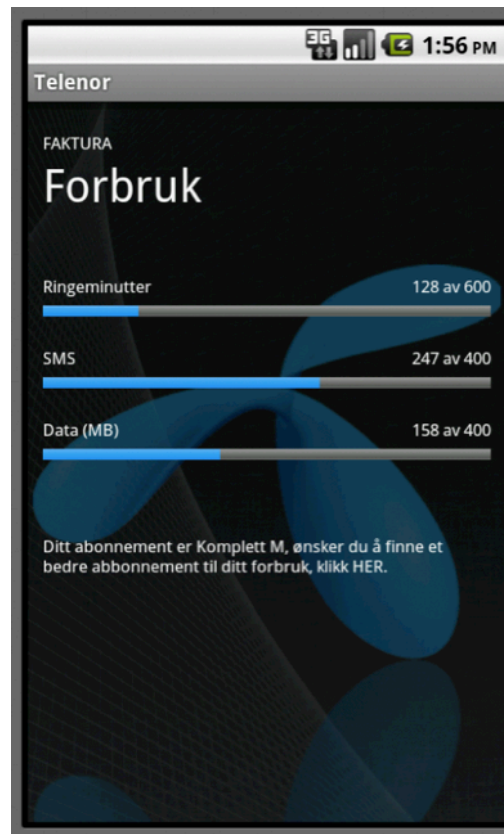 3G 1:56 PM
Telenor
FAKTURA
Forbruk
Ringeminutter 128 av 600
SMS 247 av 400
Data (MB) 158 av 400
Ditt abonnement er Komplett M, ønsker du å finne et
bedre abbonnement til ditt forbruk, klikk HER.